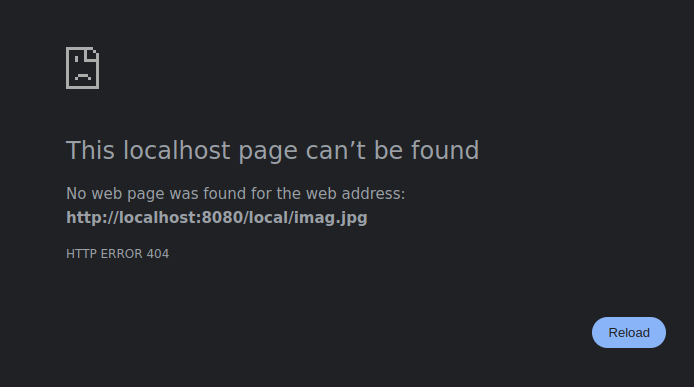 This localhost page can’t be found
No web page was found for the web address:
http://localhost:8080/local/imag.jpg
HTTP ERROR 404
Reload